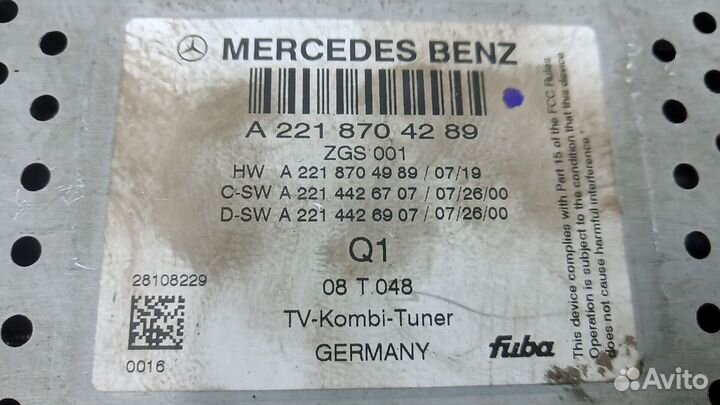 MERCEDES BENZ
A 221 870 42 89
ZGS 001
HW A 221 870 49 89 / 07/19
C-SW A 221 442 67 07 / 07/26/00
D-SW A 221 442 69 07 / 07/26/00
Q1
28108229
08 T 048
TV-Kombi-Tuner
0016
GERMANY
fuba
This device complies with Part 15 of the FCC Rules
Operation is subject to the condition that this device
does not cause harmful interference
Avito